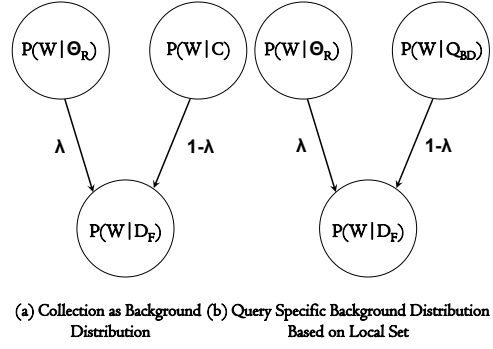 P(W|Θ_R) P(W|C) P(W|Θ_R) P(W|Q_BD)
λ 1-λ λ 1-λ
P(W|D_F) P(W|D_F)
(a) Collection as Background (b) Query Specific Background Distribution
Distribution Based on Local Set